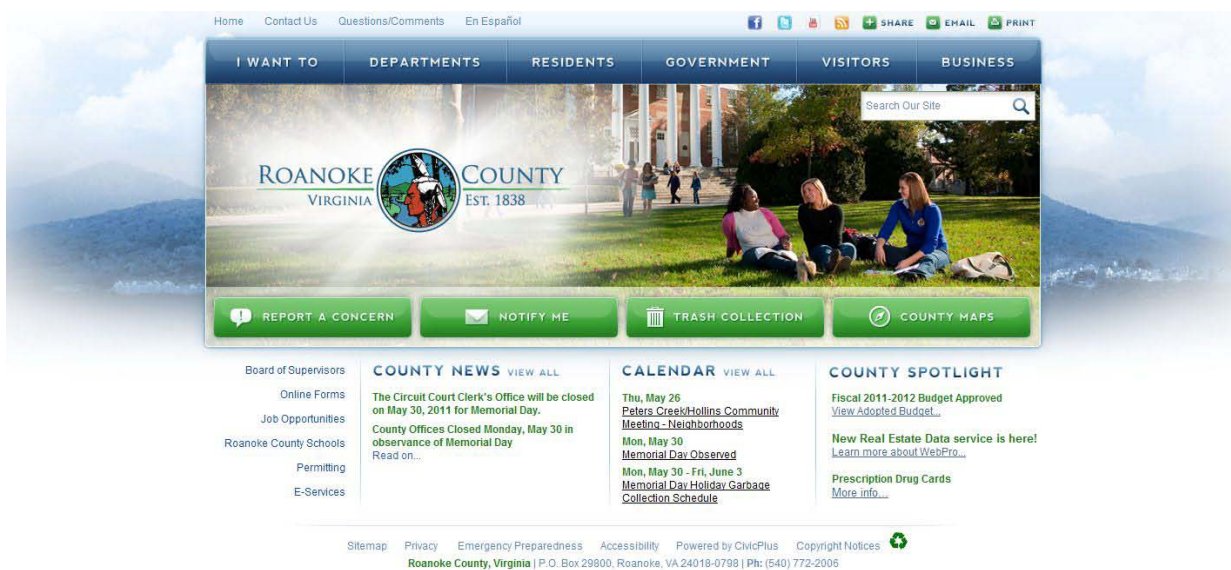 Home Contact Us Questions/Comments En Español
SHARE EMAIL PRINT
I WANT TO DEPARTMENTS RESIDENTS GOVERNMENT VISITORS BUSINESS
Search Our Site
ROANOKE COUNTY
VIRGINIA EST. 1838
REPORT A CONCERN NOTIFY ME TRASH COLLECTION COUNTY MAPS
Board of Supervisors
Online Forms
Job Opportunities
Roanoke County Schools
Permitting
E-Services
COUNTY NEWS VIEW ALL
The Circuit Court Clerk's Office will be closed
on May 30, 2011 for Memorial Day.
County Offices Closed Monday, May 30 in
observance of Memorial Day
Read on...
CALENDAR VIEW ALL
Thu, May 26
Peters Creek/Hollins Community
Meeting - Neighborhoods
Mon, May 30
Memorial Day Observed
Mon, May 30 - Fri, June 3
Memorial Day Holiday Garbage
Collection Schedule
COUNTY SPOTLIGHT
Fiscal 2011-2012 Budget Approved
View Adopted Budget...
New Real Estate Data service is here!
Learn more about WebPro...
Prescription Drug Cards
More info...
Sitemap Privacy Emergency Preparedness Accessibility Powered by CivicPlus Copyright Notices
Roanoke County, Virginia | P.O. Box 29800, Roanoke, VA 24018-0798 | Ph: (540) 772-2006